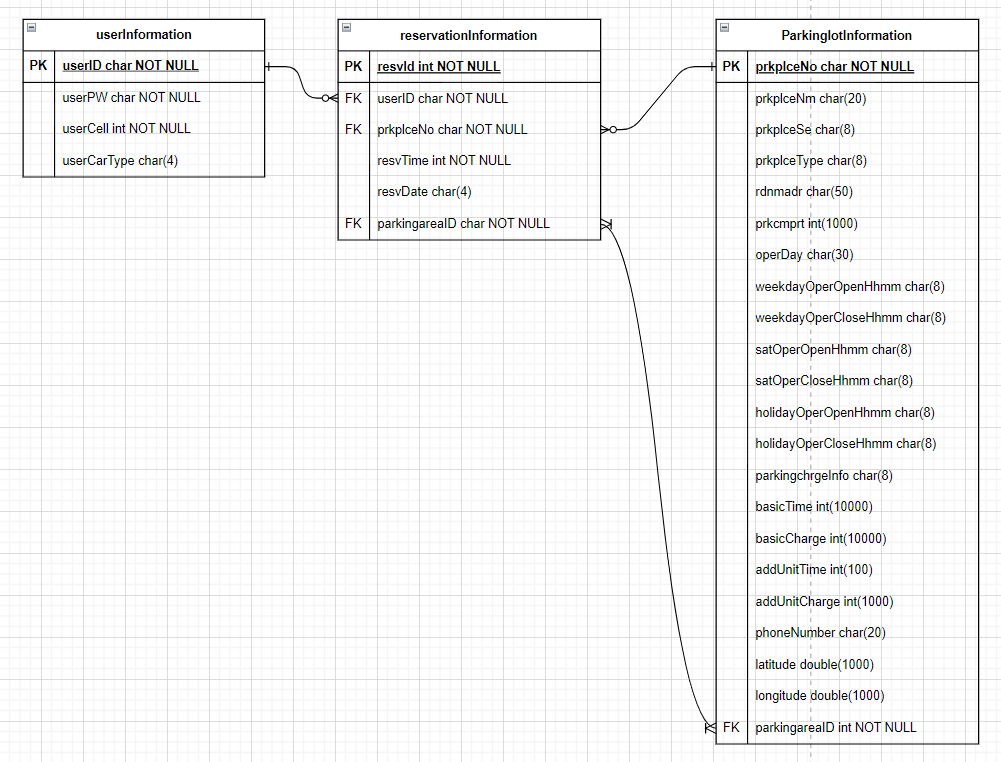 userInformation
PK userID char NOT NULL
userPW char NOT NULL
userCell int NOT NULL
userCarType char(4)
reservationInformation
PK resvId int NOT NULL
FK userID char NOT NULL
FK prkplceNo char NOT NULL
resvTime int NOT NULL
resvDate char(4)
FK parkingareaID char NOT NULL
ParkinglotInformation
PK prkplceNo char NOT NULL
prkplceNm char(20)
prkplceSe char(8)
prkplceType char(8)
rdnmadr char(50)
prkcmprt int(1000)
operDay char(30)
weekdayOperOpenHhmm char(8)
weekdayOperCloseHhmm char(8)
satOperOpenHhmm char(8)
satOperCloseHhmm char(8)
holidayOperOpenHhmm char(8)
holidayOperCloseHhmm char(8)
parkingchrgeInfo char(8)
basicTime int(10000)
basicCharge int(10000)
addUnitTime int(100)
addUnitCharge int(1000)
phoneNumber char(20)
latitude double(1000)
longitude double(1000)
FK parkingareaID int NOT NULL